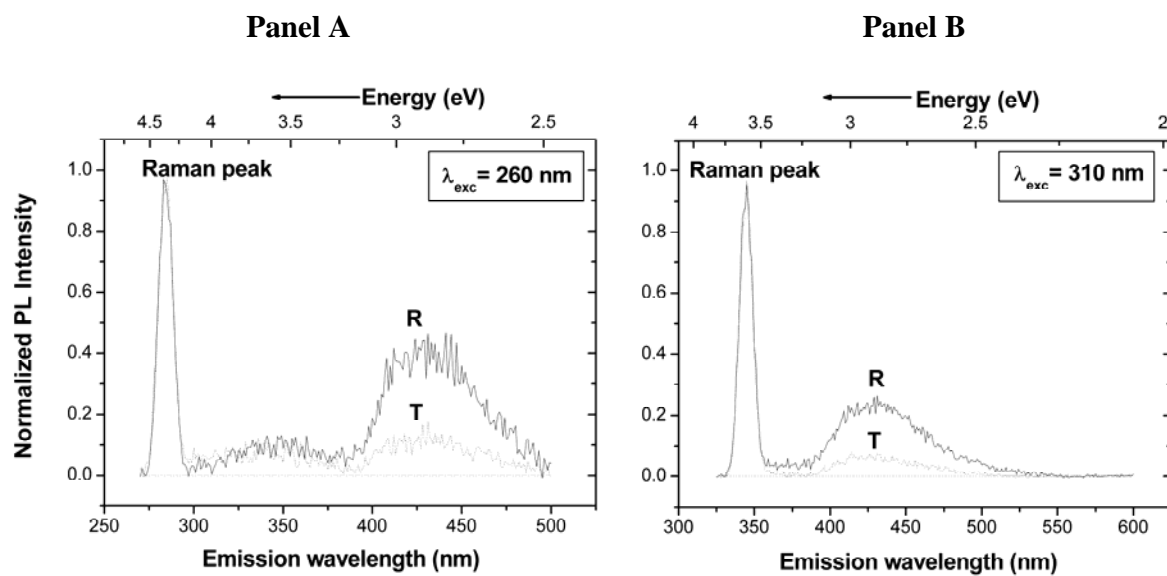 Panel A
Energy (eV)
4.5 4 3.5 3 2.5
Raman peak
λexc = 260 nm
1.0
0.8
0.6
0.4
0.2
0.0
R
T
Normalized PL Intensity
250 300 350 400 450 500
Emission wavelength (nm)
Panel B
Energy (eV)
4 3.5 3 2.5 2
Raman peak
λexc = 310 nm
1.0
0.8
0.6
0.4
0.2
0.0
R
T
300 350 400 450 500 550 600
Emission wavelength (nm)